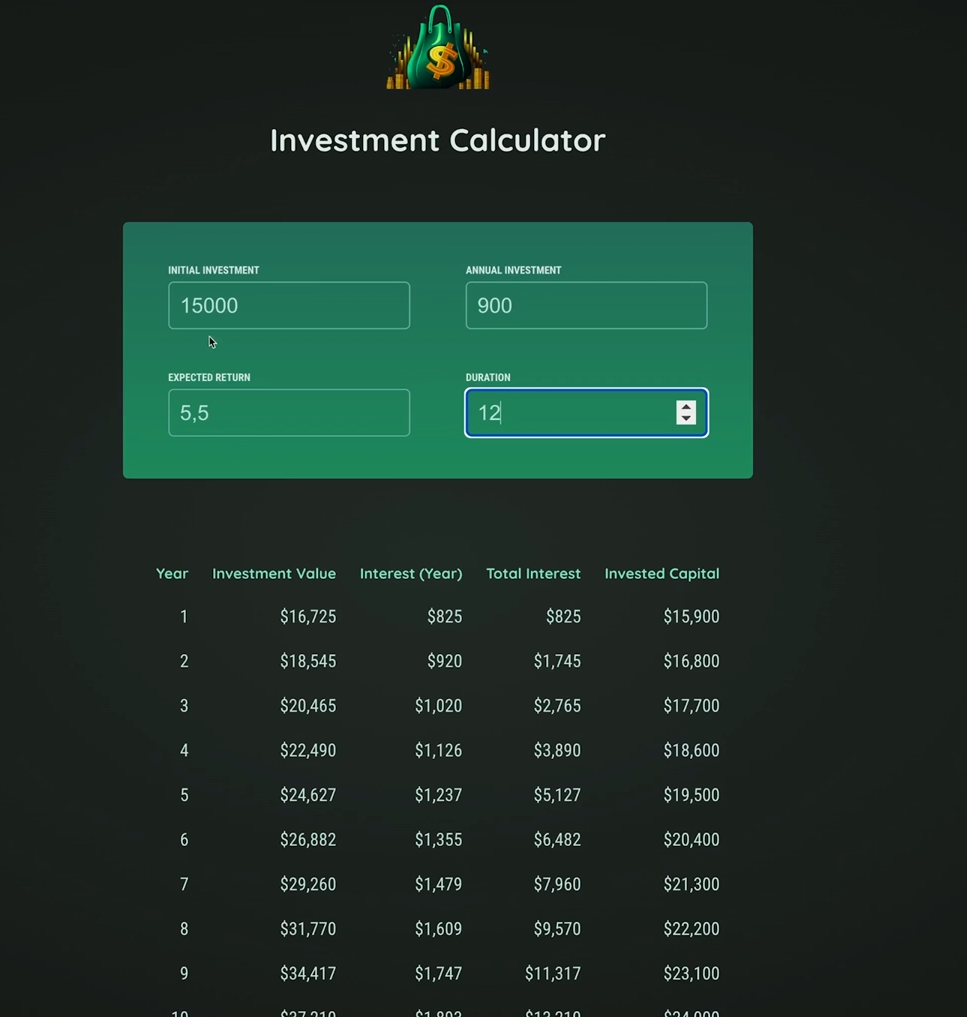 $
Investment Calculator
INITIAL INVESTMENT ANNUAL INVESTMENT
15000 900
EXPECTED RETURN DURATION
5,5 12
Year Investment Value Interest (Year) Total Interest Invested Capital
1 $16,725 $825 $825 $15,900
2 $18,545 $920 $1,745 $16,800
3 $20,465 $1,020 $2,765 $17,700
4 $22,490 $1,126 $3,890 $18,600
5 $24,627 $1,237 $5,127 $19,500
6 $26,882 $1,355 $6,482 $20,400
7 $29,260 $1,479 $7,960 $21,300
8 $31,770 $1,609 $9,570 $22,200
9 $34,417 $1,747 $11,317 $23,100
10